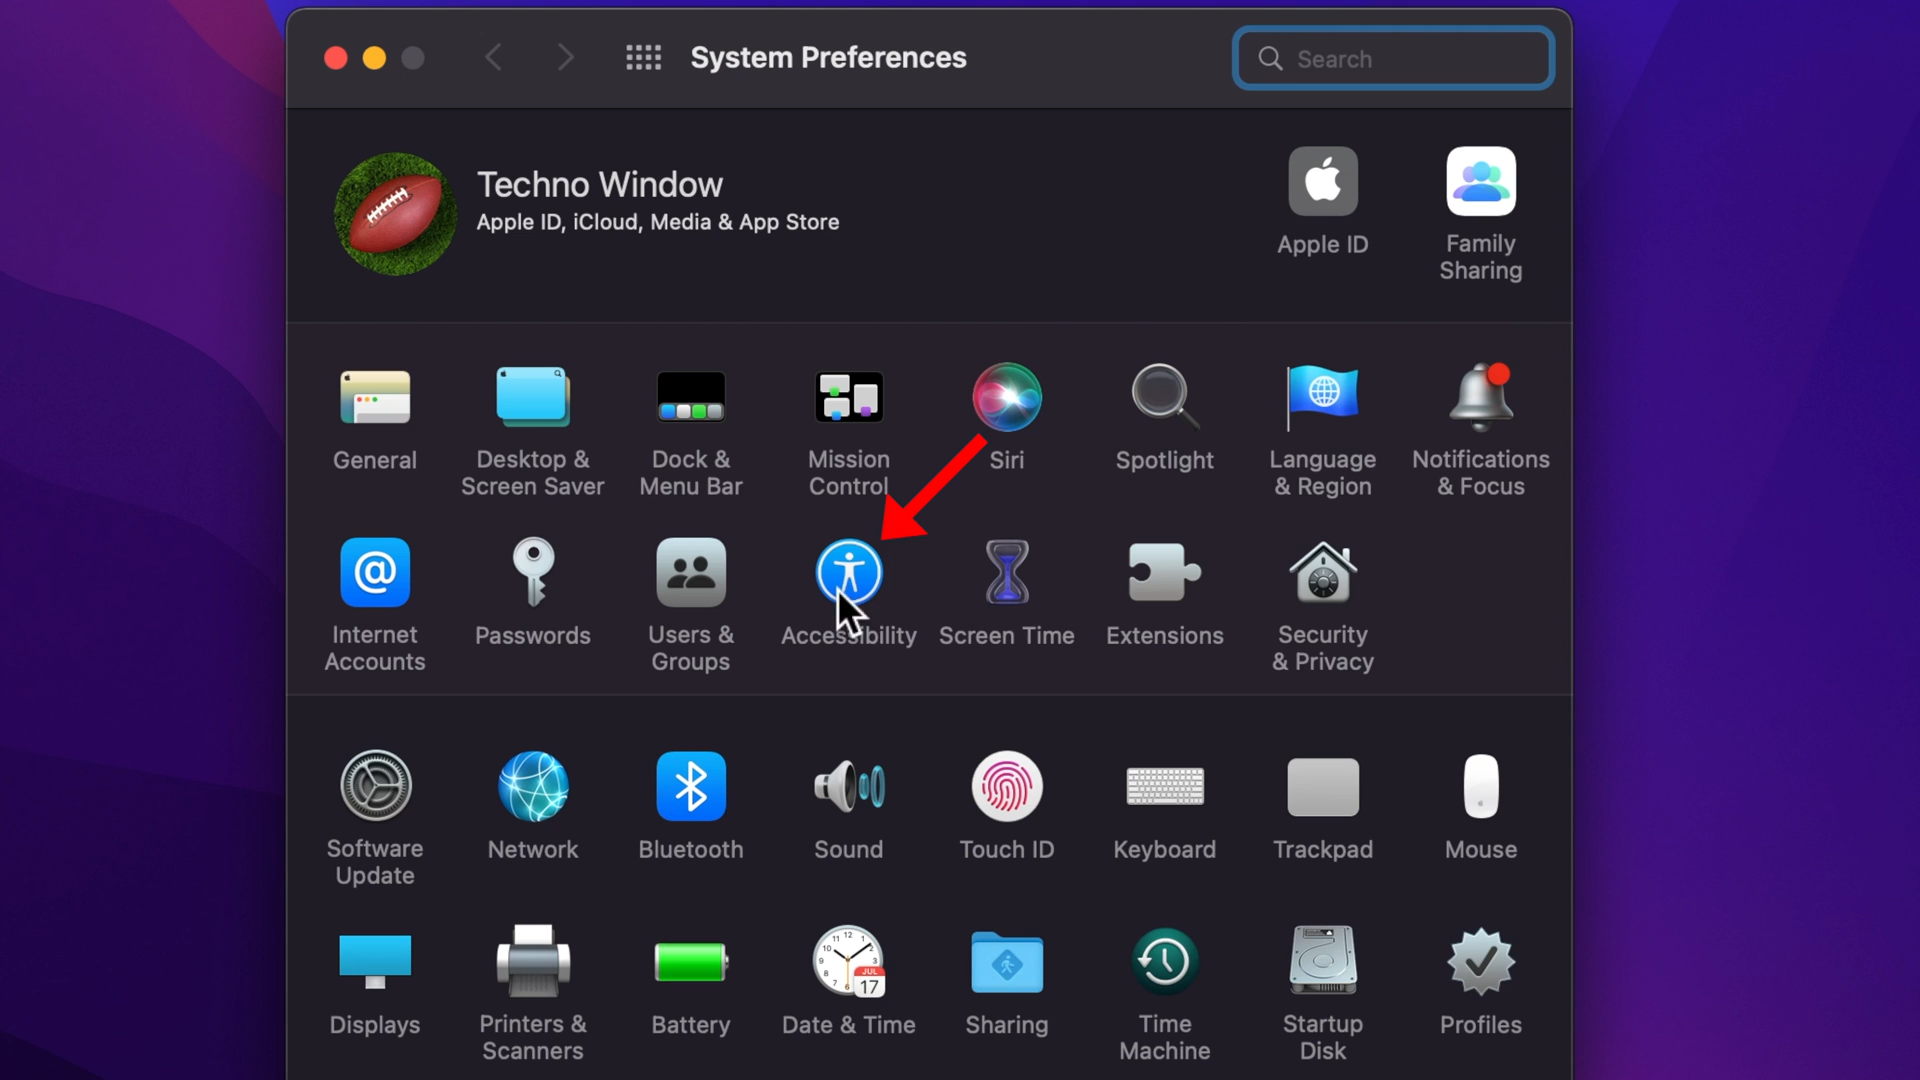 System Preferences
Search
Techno Window
Apple ID, iCloud, Media & App Store
Apple ID
Family
Sharing
General
Desktop &
Screen Saver
Dock &
Menu Bar
Mission
Control
Siri
Spotlight
Language
& Region
Notifications
& Focus
Internet
Accounts
Passwords
Users &
Groups
Accessibility
Screen Time
Extensions
Security
& Privacy
Software
Update
Network
Bluetooth
Sound
Touch ID
Keyboard
Trackpad
Mouse
Displays
Printers &
Scanners
Battery
JUL
17
Date & Time
Sharing
Time
Machine
Startup
Disk
Profiles